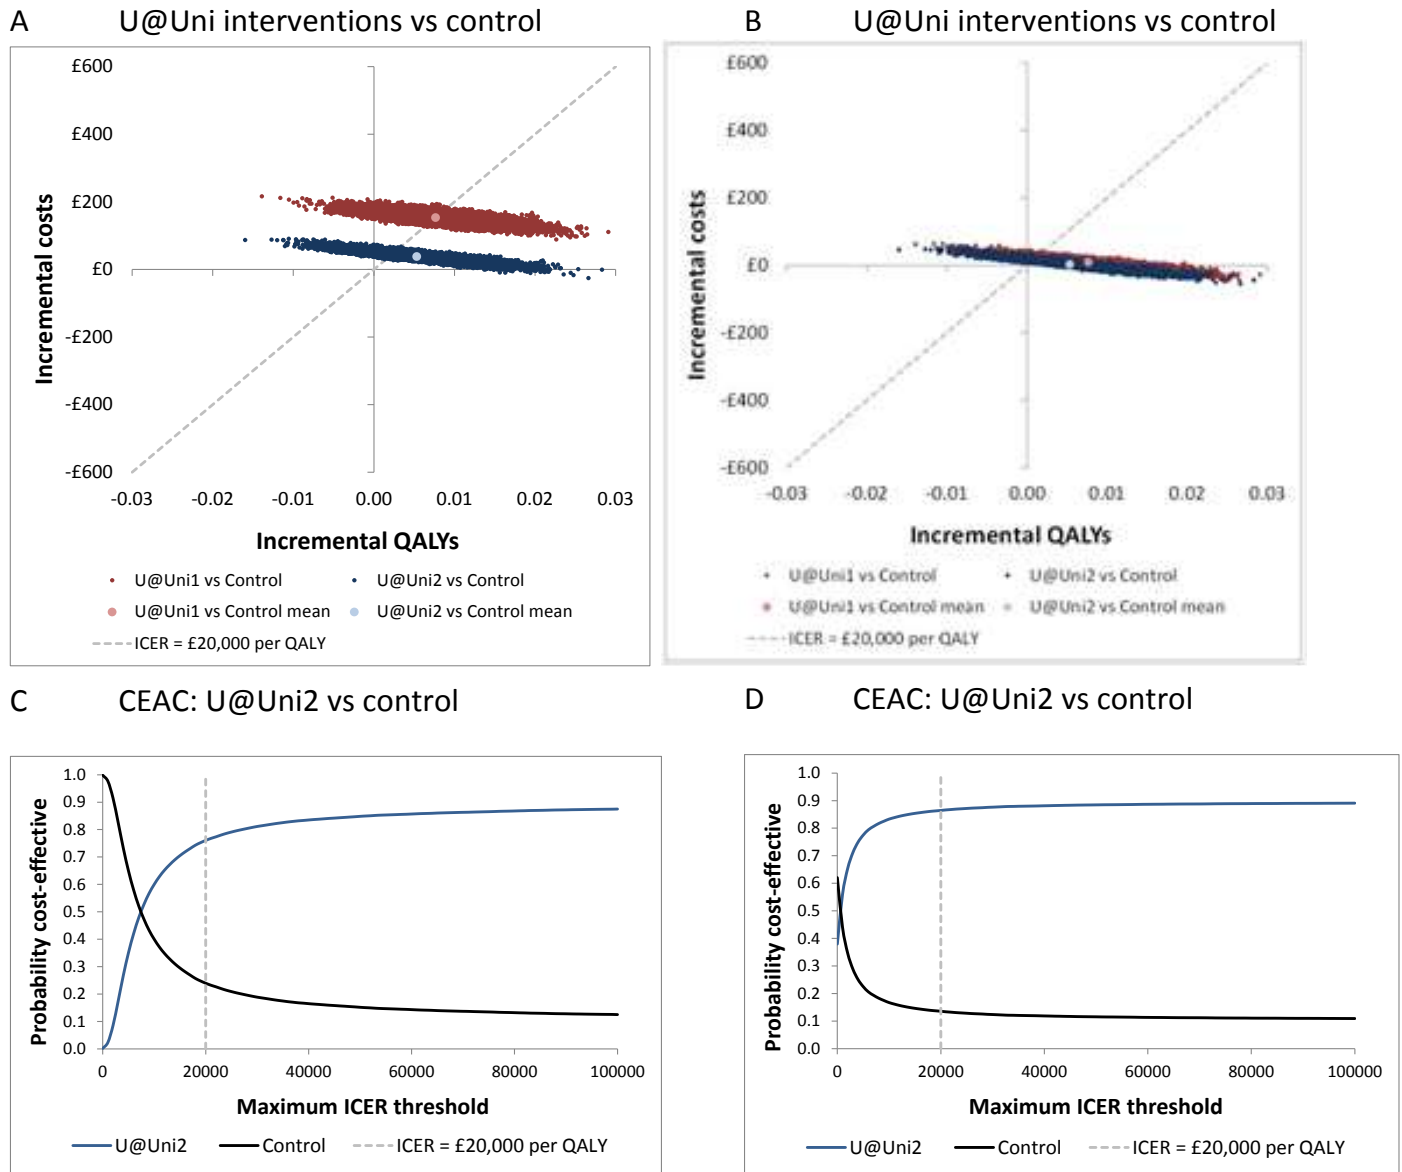 A U@Uni interventions vs control
£600
£400
£200
£0
-£200
-£400
-£600
-0.03 -0.02 -0.01 0.00 0.01 0.02 0.03
Incremental costs
Incremental QALYs
U@Uni1 vs Control U@Uni2 vs Control
U@Uni1 vs Control mean U@Uni2 vs Control mean
ICER = £20,000 per QALY
B U@Uni interventions vs control
£600
£400
£200
£0
-£200
-£400
-£600
-0.03 -0.02 -0.01 0.00 0.01 0.02 0.03
Incremental costs
Incremental QALYs
U@Uni1 vs Control U@Uni2 vs Control
U@Uni1 vs Control mean U@Uni2 vs Control mean
ICER = £20,000 per QALY
C CEAC: U@Uni2 vs control
1.0
0.9
0.8
0.7
0.6
0.5
0.4
0.3
0.2
0.1
0.0
0 20000 40000 60000 80000 100000
Probability cost-effective
Maximum ICER threshold
U@Uni2 Control ICER = £20,000 per QALY
D CEAC: U@Uni2 vs control
1.0
0.9
0.8
0.7
0.6
0.5
0.4
0.3
0.2
0.1
0.0
0 20000 40000 60000 80000 100000
Probability cost-effective
Maximum ICER threshold
U@Uni2 Control ICER = £20,000 per QALY